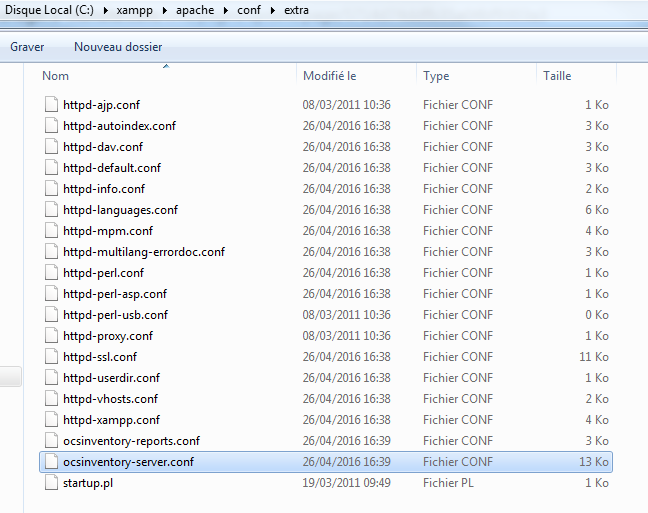 Disque Local (C:) ▸ xampp ▸ apache ▸ conf ▸ extra
Graver Nouveau dossier
Nom Modifié le Type Taille
httpd-ajp.conf 08/03/2011 10:36 Fichier CONF 1 Ko
httpd-autoindex.conf 26/04/2016 16:38 Fichier CONF 3 Ko
httpd-dav.conf 26/04/2016 16:38 Fichier CONF 3 Ko
httpd-default.conf 26/04/2016 16:38 Fichier CONF 3 Ko
httpd-info.conf 26/04/2016 16:38 Fichier CONF 2 Ko
httpd-languages.conf 26/04/2016 16:38 Fichier CONF 6 Ko
httpd-mpm.conf 26/04/2016 16:38 Fichier CONF 4 Ko
httpd-multilang-errordoc.conf 26/04/2016 16:38 Fichier CONF 3 Ko
httpd-perl.conf 26/04/2016 16:38 Fichier CONF 1 Ko
httpd-perl-asp.conf 26/04/2016 16:38 Fichier CONF 1 Ko
httpd-perl-usb.conf 08/03/2011 10:36 Fichier CONF 0 Ko
httpd-proxy.conf 08/03/2011 10:36 Fichier CONF 1 Ko
httpd-ssl.conf 26/04/2016 16:38 Fichier CONF 11 Ko
httpd-userdir.conf 26/04/2016 16:38 Fichier CONF 1 Ko
httpd-vhosts.conf 26/04/2016 16:38 Fichier CONF 2 Ko
httpd-xampp.conf 26/04/2016 16:38 Fichier CONF 4 Ko
ocsinventory-reports.conf 26/04/2016 16:39 Fichier CONF 3 Ko
ocsinventory-server.conf 26/04/2016 16:39 Fichier CONF 13 Ko
startup.pl 19/03/2011 09:49 Fichier PL 1 Ko